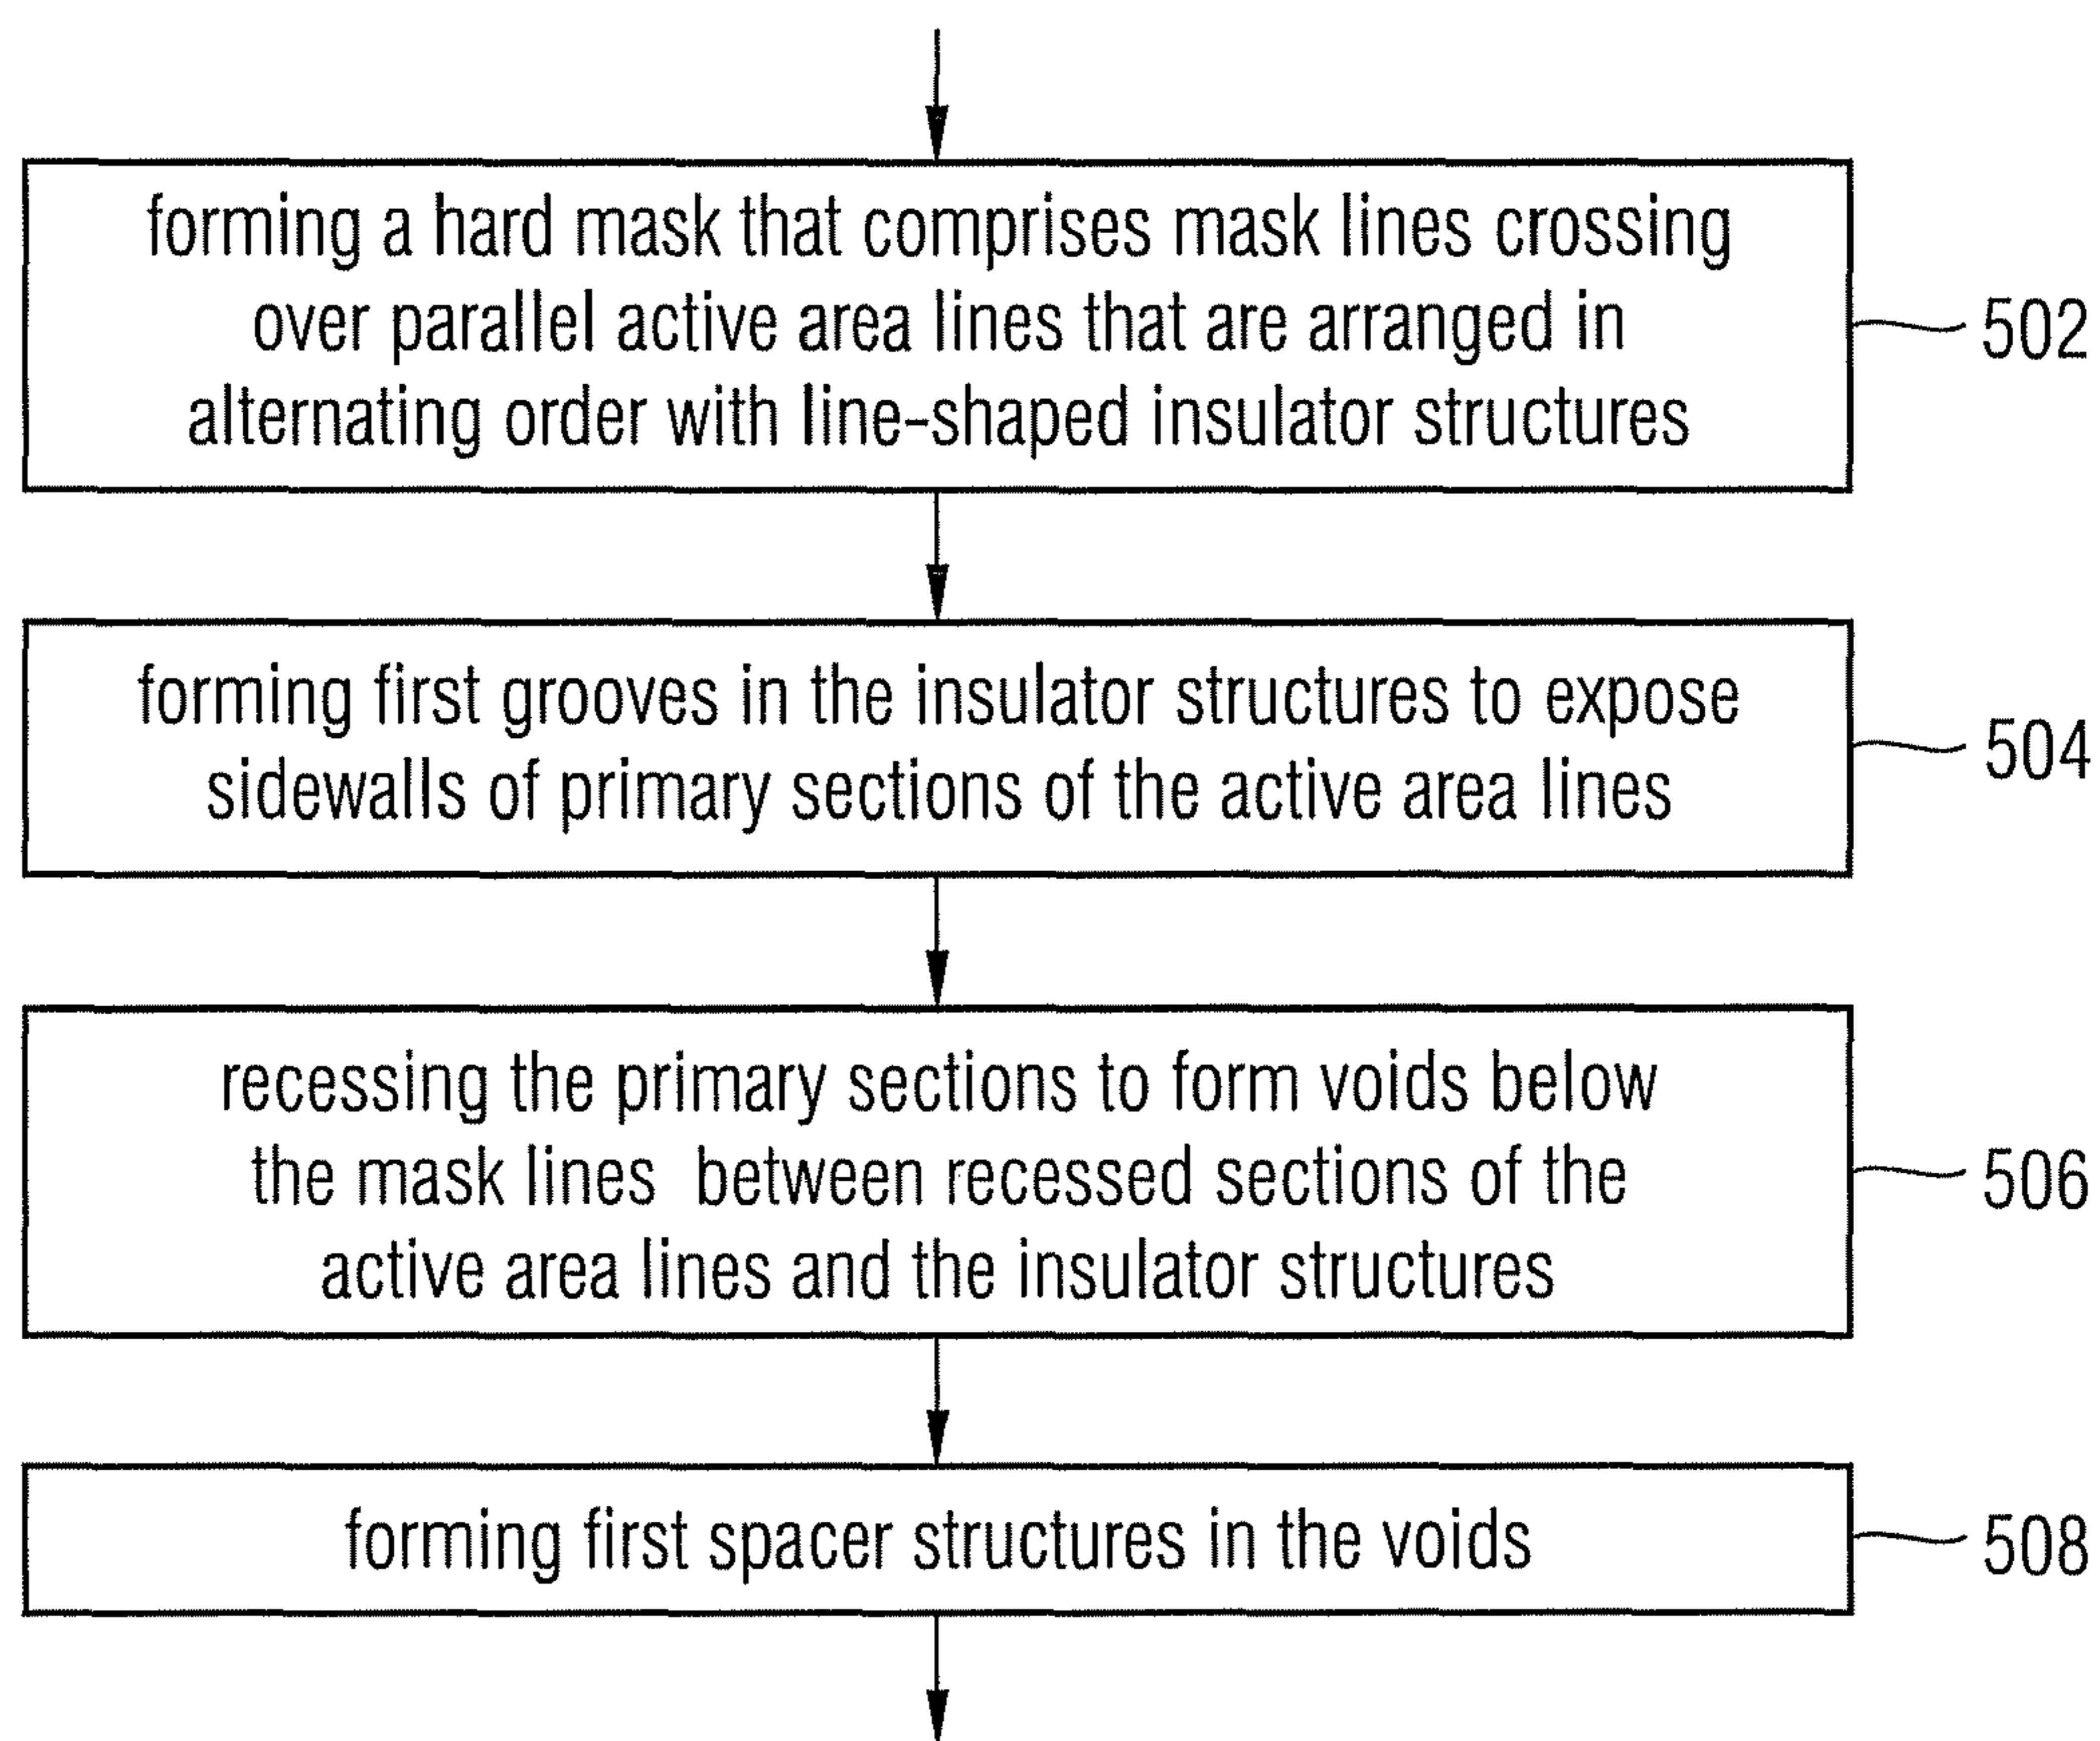 forming a hard mask that comprises mask lines crossing
over parallel active area lines that are arranged in
alternating order with line-shaped insulator structures
502
forming first grooves in the insulator structures to expose
sidewalls of primary sections of the active area lines
504
recessing the primary sections to form voids below
the mask lines between recessed sections of the
active area lines and the insulator structures
506
forming first spacer structures in the voids
508